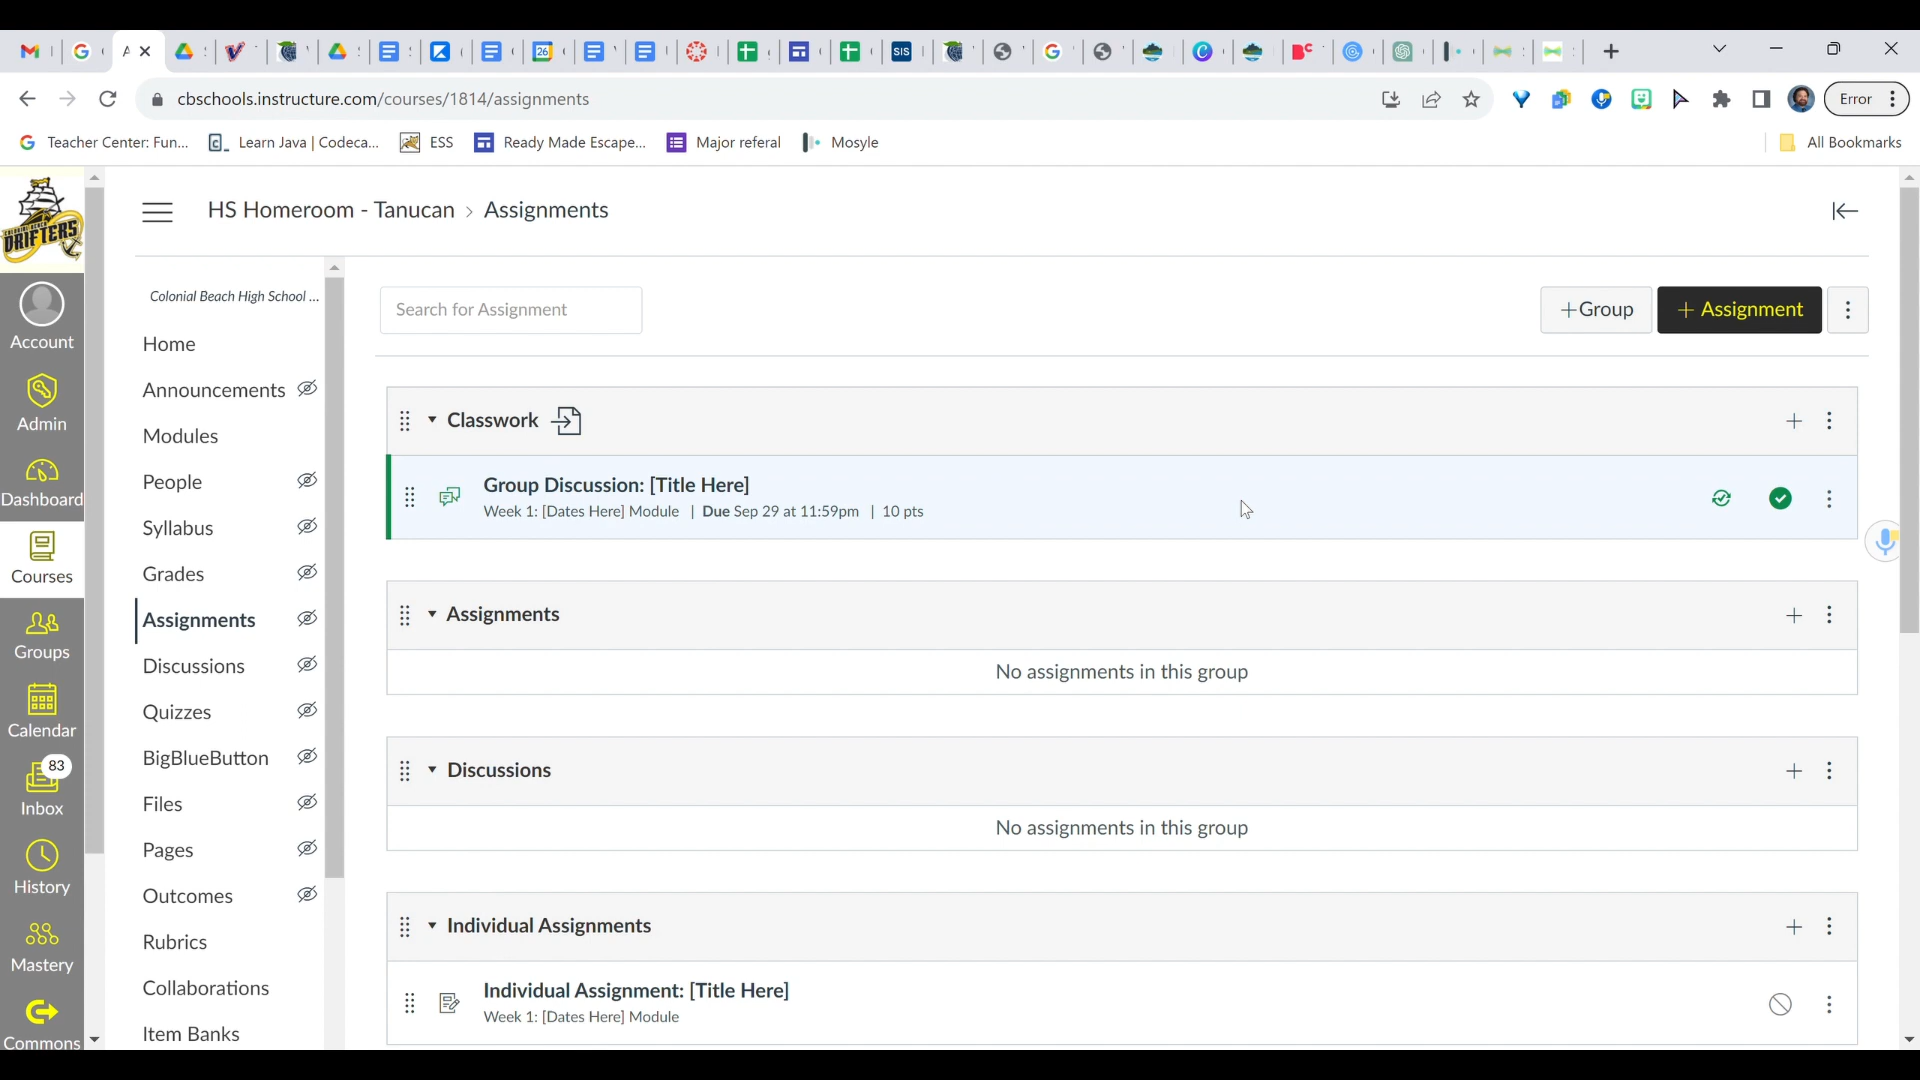 26
SIS
cbschools.instructure.com/courses/1814/assignments
Error
Teacher Center: Fun...
Learn Java | Codeca...
ESS
Ready Made Escape...
Major referal
Mosyle
All Bookmarks
DRIFTERS
HS Homeroom - Tanucan > Assignments
Account
Admin
Dashboard
Courses
Groups
Calendar
83
Inbox
History
Mastery
Commons
Colonial Beach High School ...
Home
Announcements
Modules
People
Syllabus
Grades
Assignments
Discussions
Quizzes
BigBlueButton
Files
Pages
Outcomes
Rubrics
Collaborations
Item Banks
Search for Assignment
+Group
+ Assignment
Classwork
Group Discussion: [Title Here]
Week 1: [Dates Here] Module | Due Sep 29 at 11:59pm | 10 pts
Assignments
No assignments in this group
Discussions
No assignments in this group
Individual Assignments
Individual Assignment: [Title Here]
Week 1: [Dates Here] Module